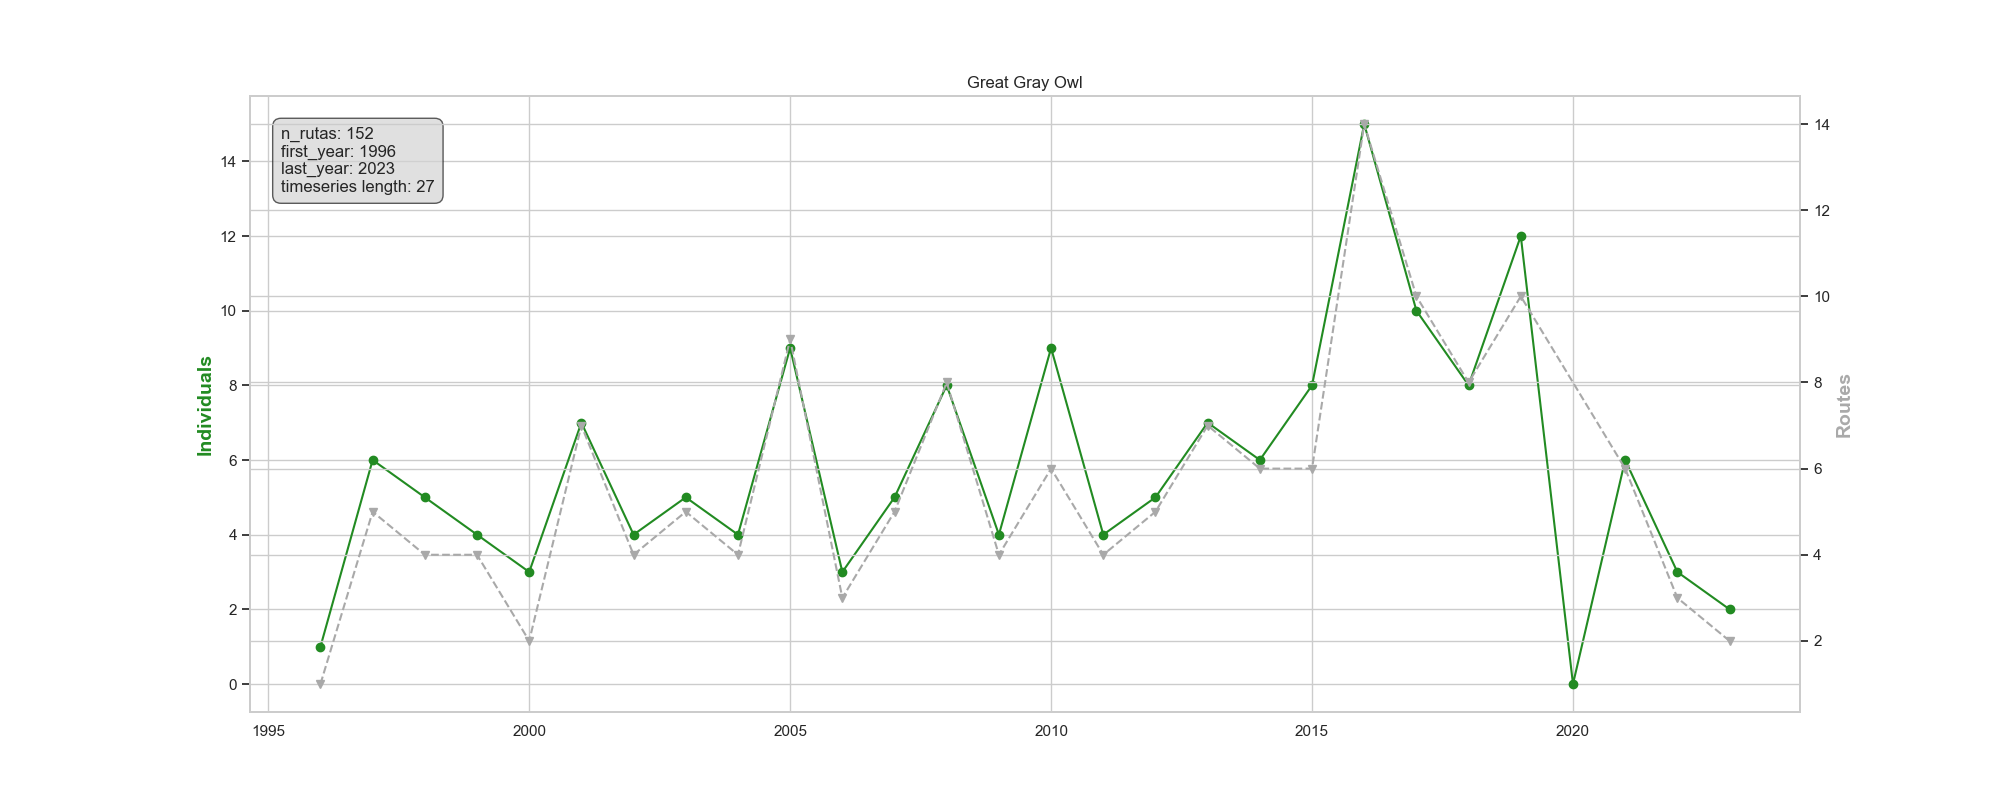 Great Gray Owl
n_rutas: 152
first_year: 1996
last_year: 2023
timeseries length: 27
Individuals
14
12
10
8
6
4
2
0
14
12
10
8
6
4
2
Routes
1995 2000 2005 2010 2015 2020